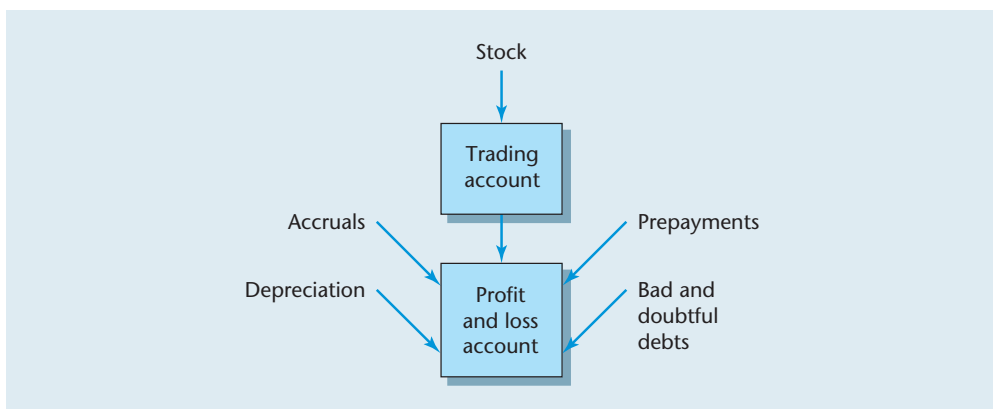 Stock
Trading
account
Accruals
Prepayments
Depreciation
Profit
and loss
account
Bad and
doubtful
debts